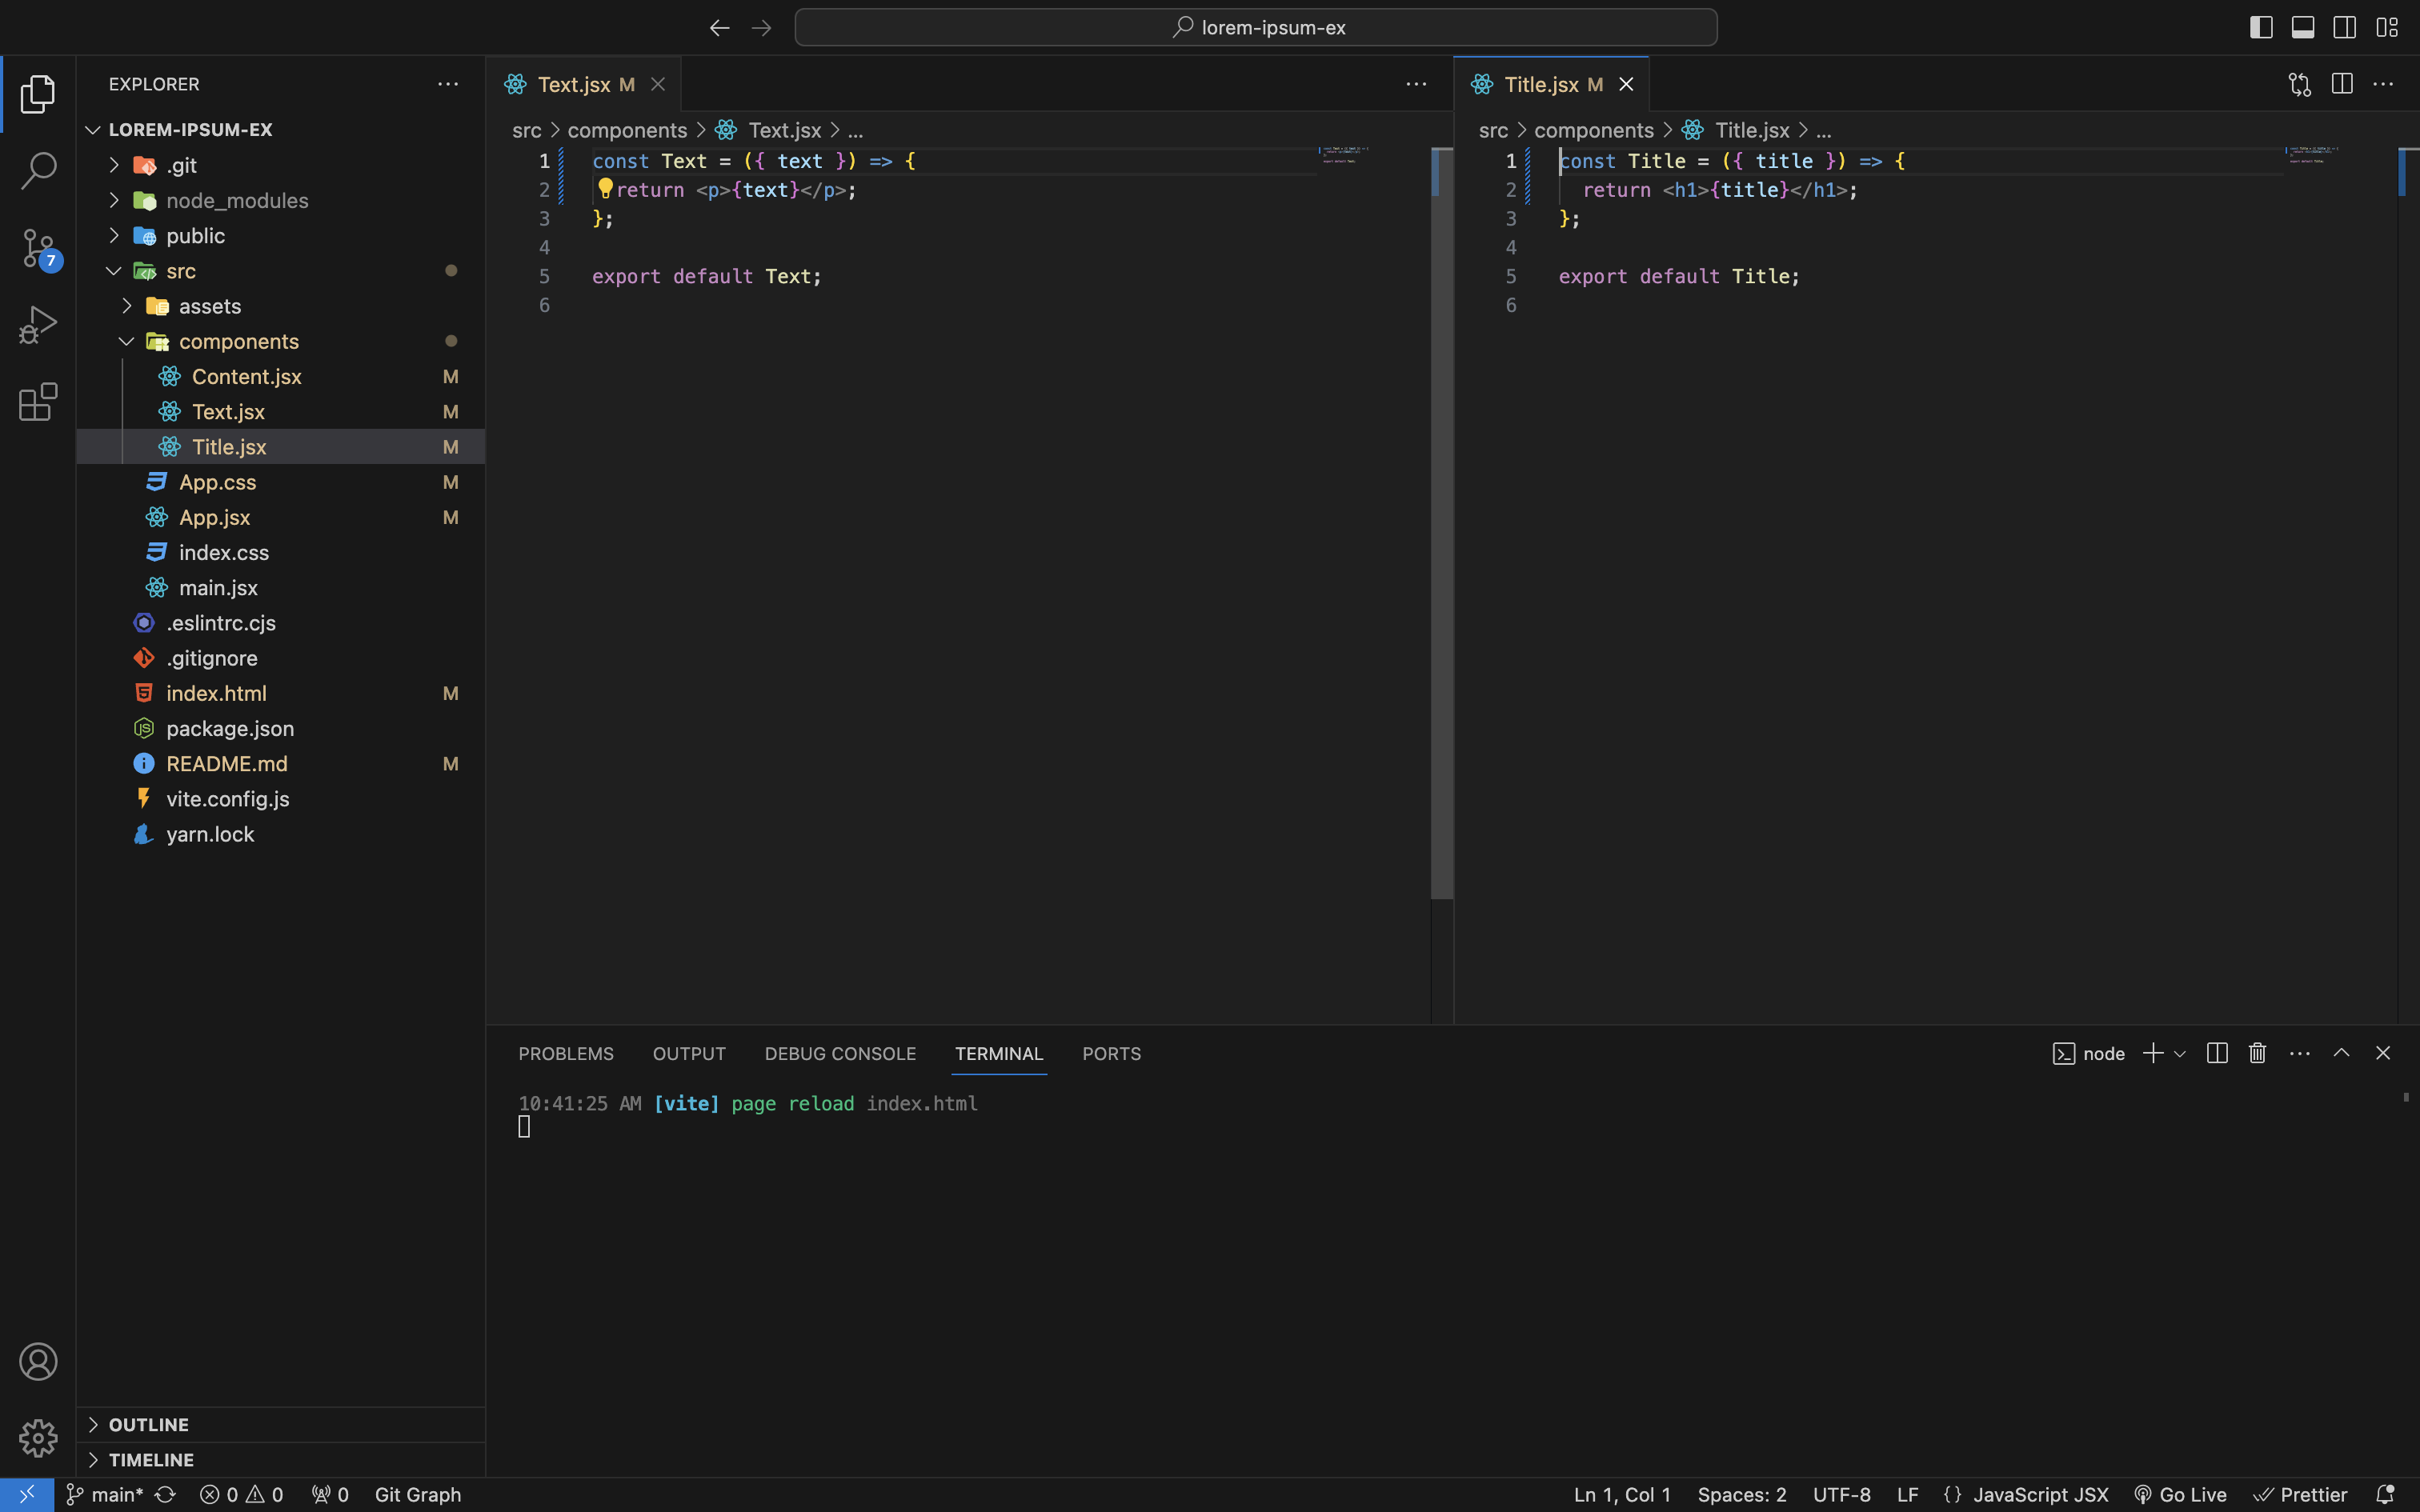 lorem-ipsum-ex
EXPLORER
LOREM-IPSUM-EX
.git
node_modules
public
src
assets
components
Content.jsx M
Text.jsx M
Title.jsx M
App.css M
App.jsx M
index.css
main.jsx
.eslintrc.cjs
.gitignore
index.html M
package.json
README.md M
vite.config.js
yarn.lock
OUTLINE
TIMELINE
7
Text.jsx M
src > components > Text.jsx > ...
1 const Text = ({ text }) => {
2 return <p>{text}</p>;
3 };
4
5 export default Text;
6
Title.jsx M
src > components > Title.jsx > ...
1 const Title = ({ title }) => {
2 return <h1>{title}</h1>;
3 };
4
5 export default Title;
6
PROBLEMS OUTPUT DEBUG CONSOLE TERMINAL PORTS
node
10:41:25 AM [vite] page reload index.html
main* 0 0 0 Git Graph
Ln 1, Col 1 Spaces: 2 UTF-8 LF {} JavaScript JSX Go Live Prettier